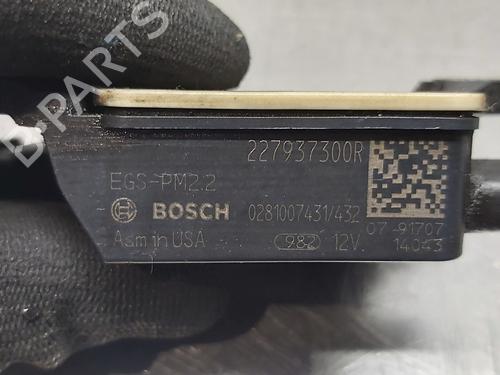 227937300R
EGS-PM2.2
BOSCH 0281007431/432
07-91707
Asm in USA 982 12V. 14043
B-PARTS